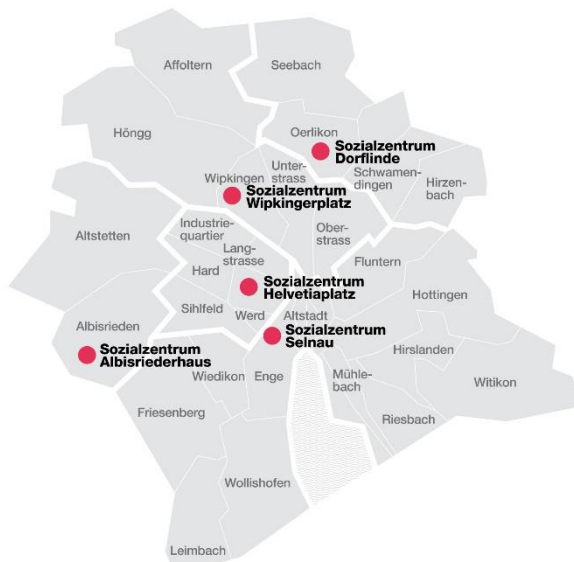 Affoltern
Seebach
Höngg
Oerlikon
Sozialzentrum
Dorflinde
Unter-
strass
Schwamen-
dingen
Hirzen-
bach
Wipkingen
Sozialzentrum
Wipkingerplatz
Altstetten
Industrie-
quartier
Ober-
strass
Lang-
strasse
Hard
Fluntern
Sozialzentrum
Helvetiaplatz
Hottingen
Sihlfeld
Werd
Altstadt
Albisrieden
Sozialzentrum
Selnau
Hirslanden
Sozialzentrum
Albisriederhaus
Wiedikon
Enge
Mühle-
bach
Witikon
Friesenberg
Riesbach
Wollishofen
Leimbach